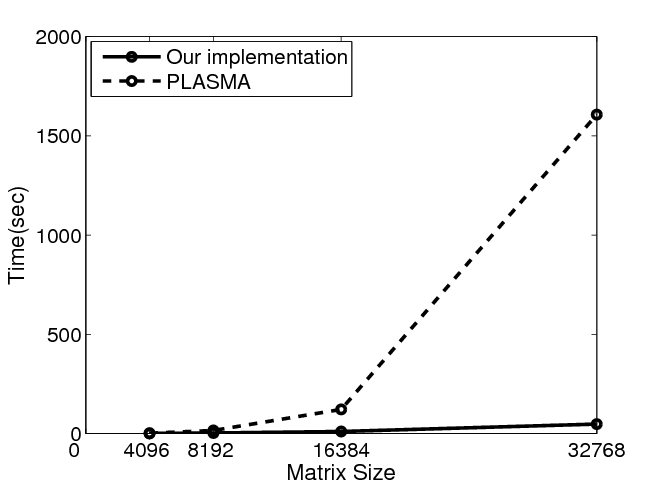 2000
Our implementation
PLASMA
1500
1000
500
0
Time(sec)
0 4096 8192 16384 32768
Matrix Size